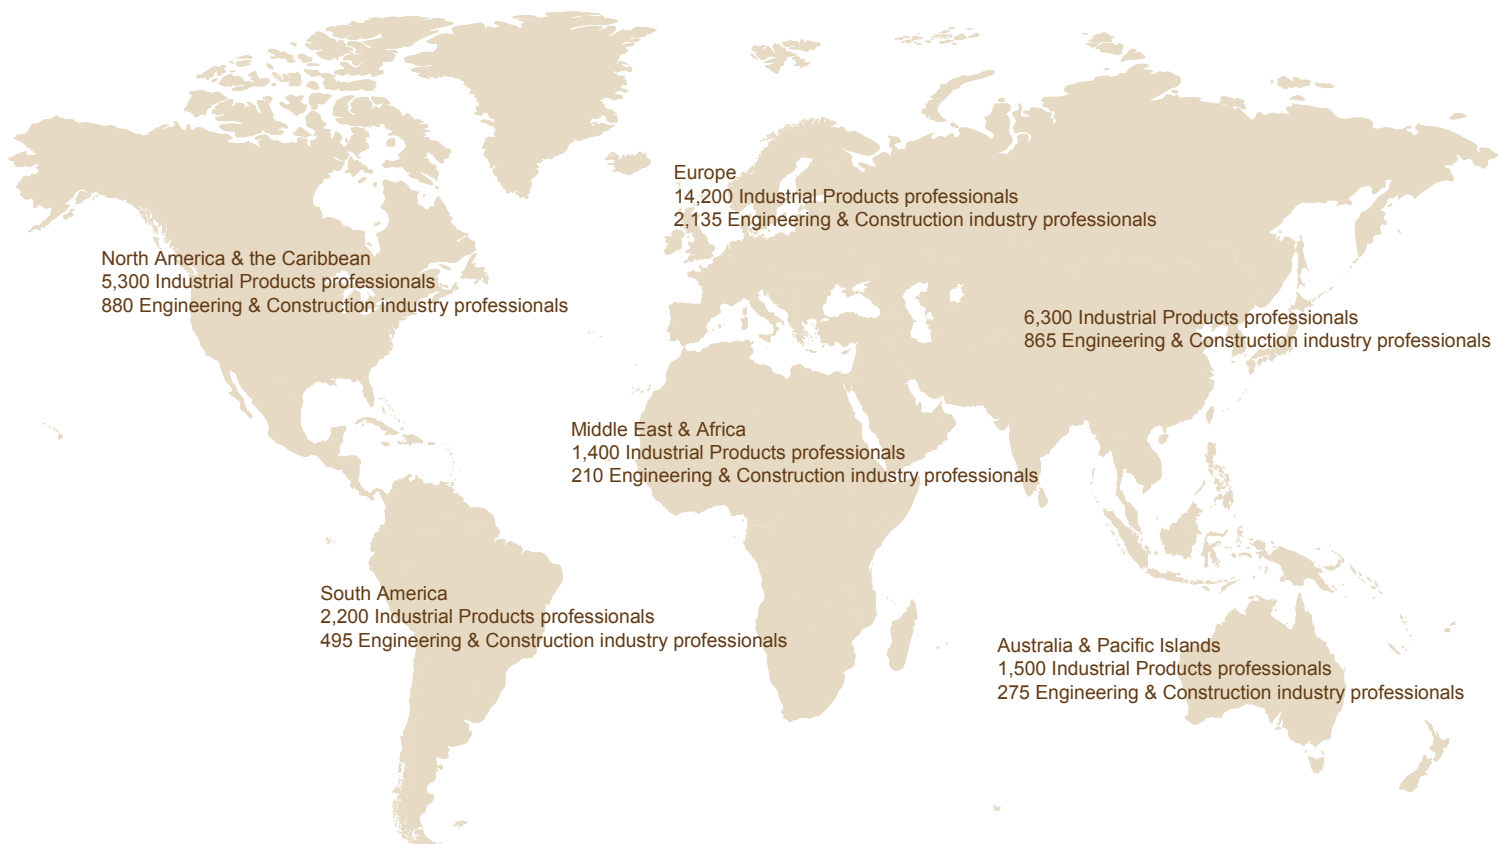 Europe
14,200 Industrial Products professionals
2,135 Engineering & Construction industry professionals
North America & the Caribbean
5,300 Industrial Products professionals
880 Engineering & Construction industry professionals
6,300 Industrial Products professionals
865 Engineering & Construction industry professionals
Middle East & Africa
1,400 Industrial Products professionals
210 Engineering & Construction industry professionals
South America
2,200 Industrial Products professionals
495 Engineering & Construction industry professionals
Australia & Pacific Islands
1,500 Industrial Products professionals
275 Engineering & Construction industry professionals